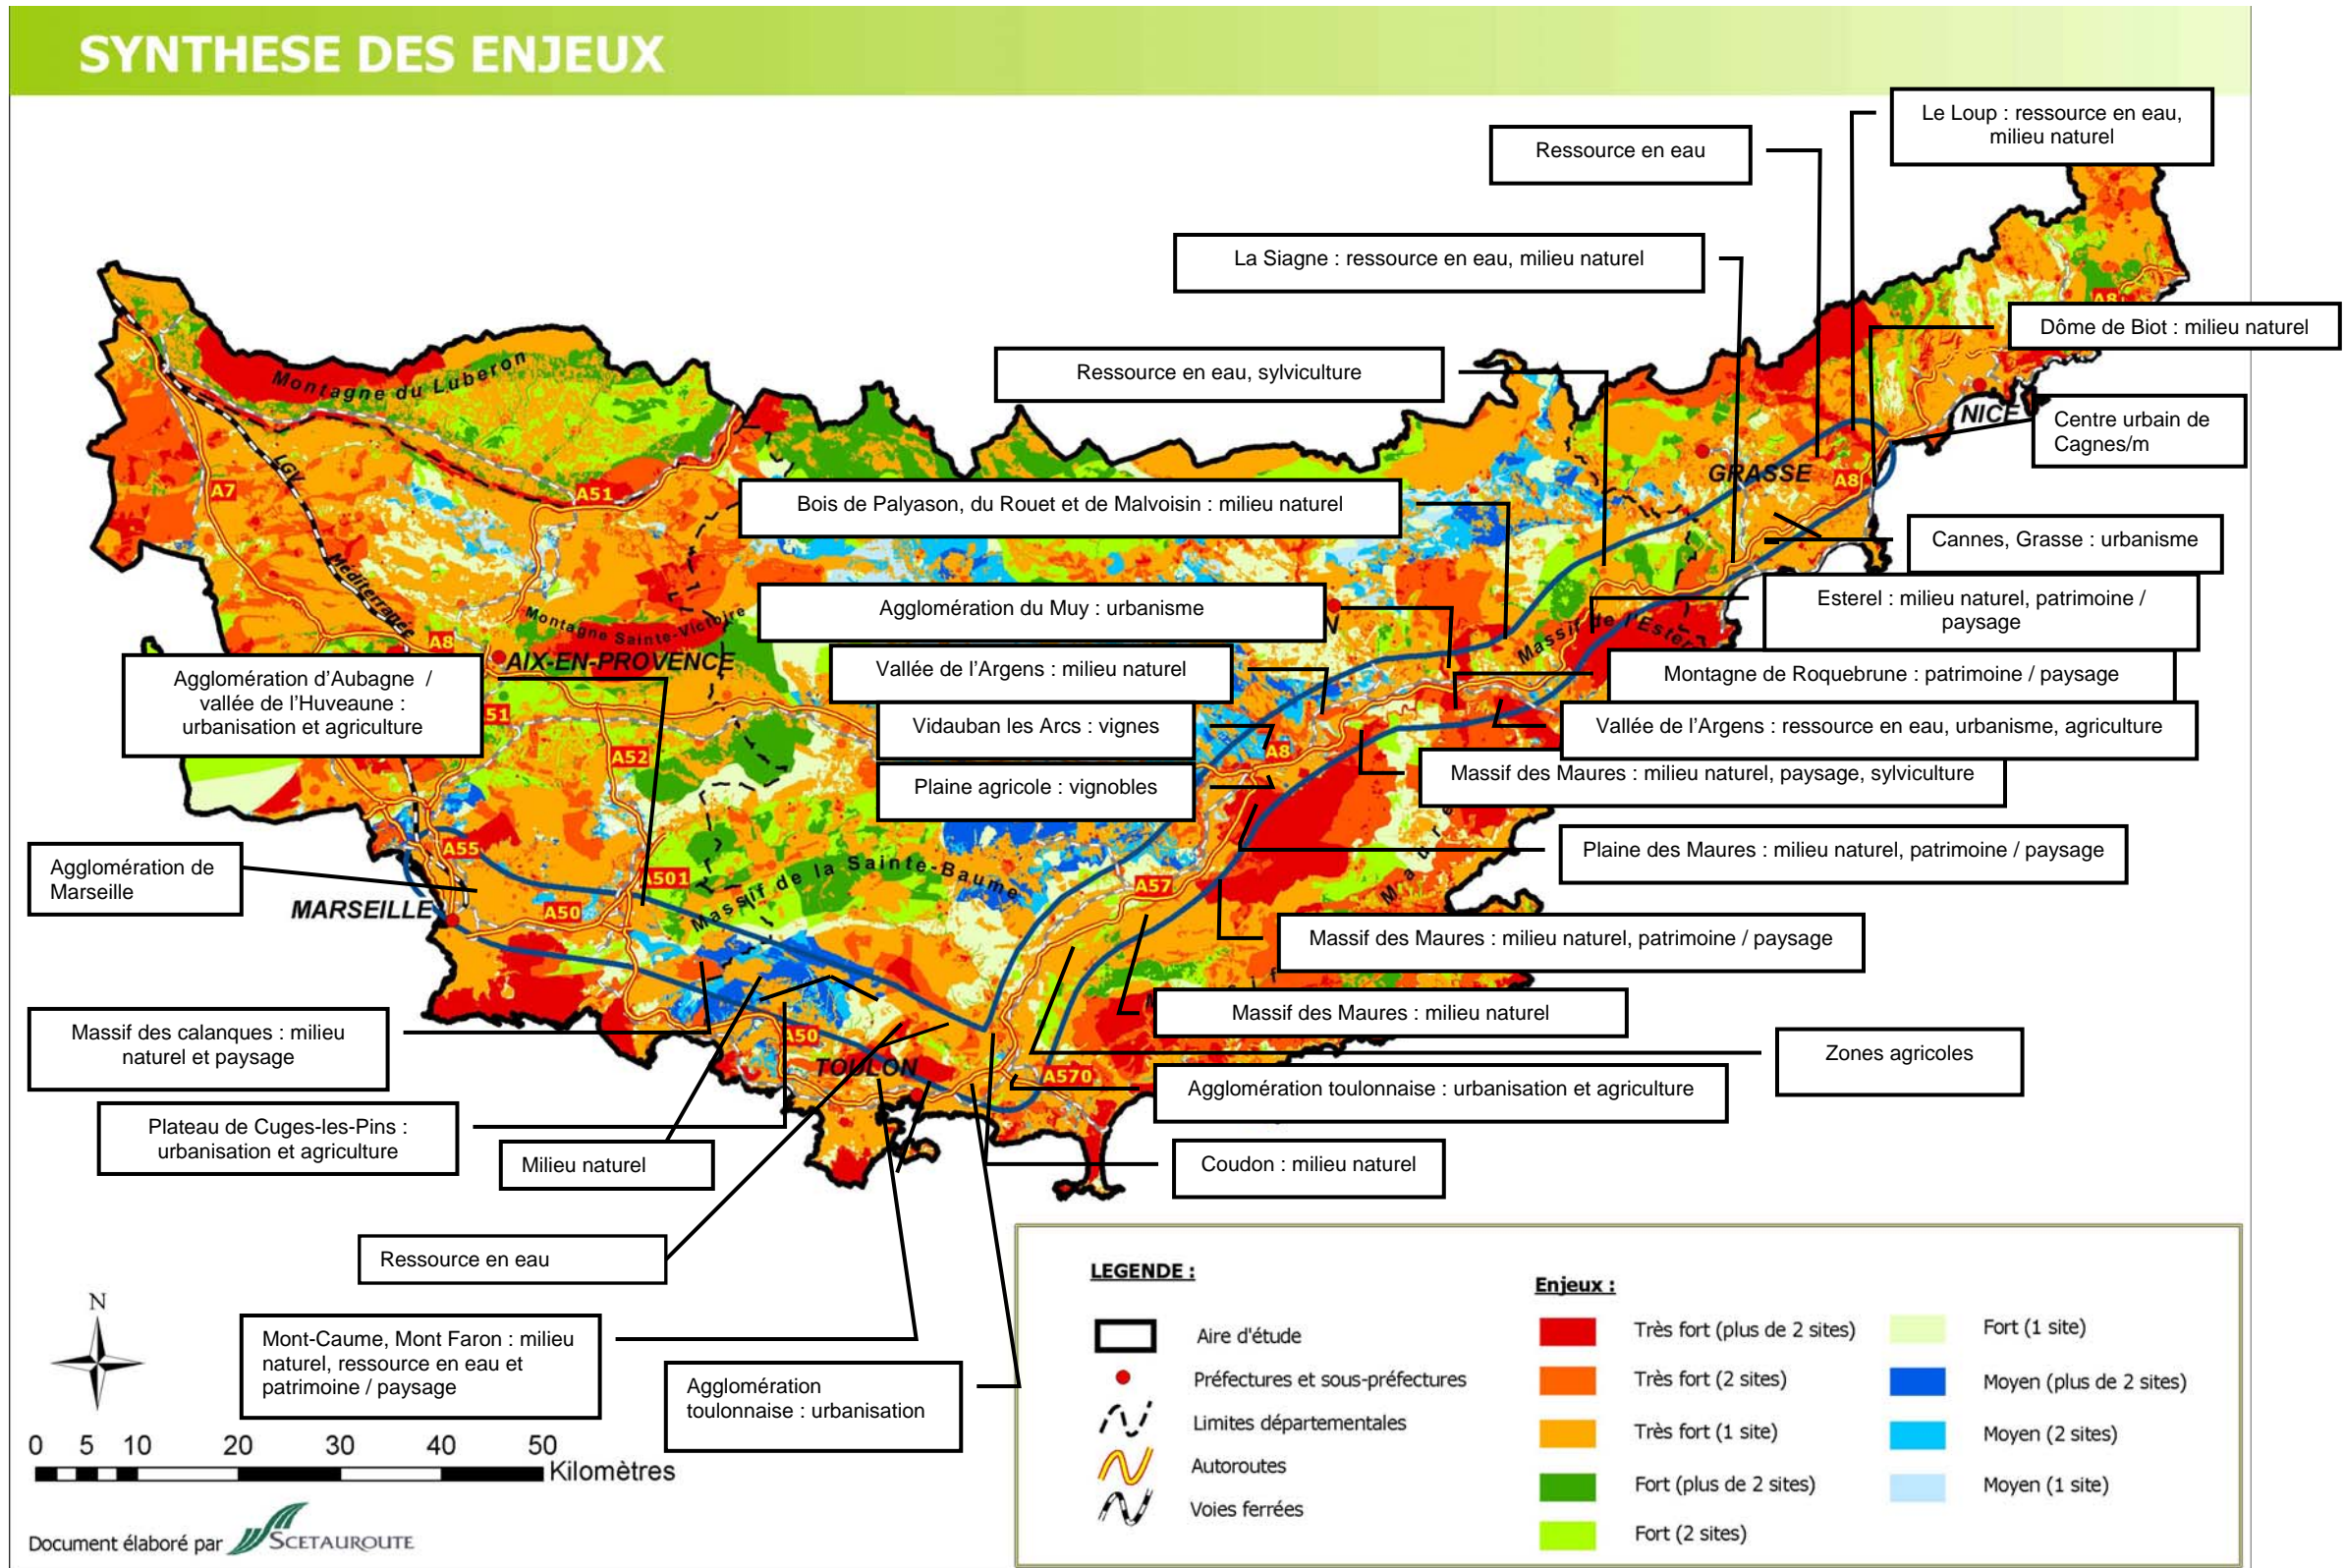 SYNTHESE DES ENJEUX
Le Loup : ressource en eau,
milieu naturel
Ressource en eau
La Siagne : ressource en eau, milieu naturel
Dôme de Biot : milieu naturel
Ressource en eau, sylviculture
Centre urbain de
Cagnes/m
Bois de Palyason, du Rouet et de Malvoisin : milieu naturel
Cannes, Grasse : urbanisme
Agglomération du Muy : urbanisme
Esterel : milieu naturel, patrimoine /
paysage
Agglomération d'Aubagne /
vallée de l'Huveaune :
urbanisation et agriculture
Vallée de l'Argens : milieu naturel
Montagne de Roquebrune : patrimoine / paysage
Vidauban les Arcs : vignes
Vallée de l'Argens : ressource en eau, urbanisme, agriculture
Plaine agricole : vignobles
Massif des Maures : milieu naturel, paysage, sylviculture
Agglomération de
Marseille
Plaine des Maures : milieu naturel, patrimoine / paysage
Massif des Maures : milieu naturel, patrimoine / paysage
Massif des calanques : milieu
naturel et paysage
Massif des Maures : milieu naturel
Zones agricoles
Agglomération toulonnaise : urbanisation et agriculture
Plateau de Cuges-les-Pins :
urbanisation et agriculture
Milieu naturel
Coudon : milieu naturel
Ressource en eau
Mont-Caume, Mont Faron : milieu
naturel, ressource en eau et
patrimoine / paysage
Agglomération
toulonnaise : urbanisation
Montagne du Luberon
LGV
Méditerranée
A7
A51
A8
Montagne Sainte-Victoire
AIX-EN-PROVENCE
51
A52
A55
A501
A50
MARSEILLE
Massif de la Sainte-Baume
A50
TOULON
A570
A57
A8
Massif de l'Ester
GRASSE
A8
NICE
A8
N
N
0 5 10 20 30 40 50
Kilomètres
Document élaboré par SCETAUROUTE
LEGENDE :
Aire d'étude
Préfectures et sous-préfectures
Limites départementales
Autoroutes
Voies ferrées
Enjeux :
Très fort (plus de 2 sites)
Très fort (2 sites)
Très fort (1 site)
Fort (plus de 2 sites)
Fort (2 sites)
Fort (1 site)
Moyen (plus de 2 sites)
Moyen (2 sites)
Moyen (1 site)